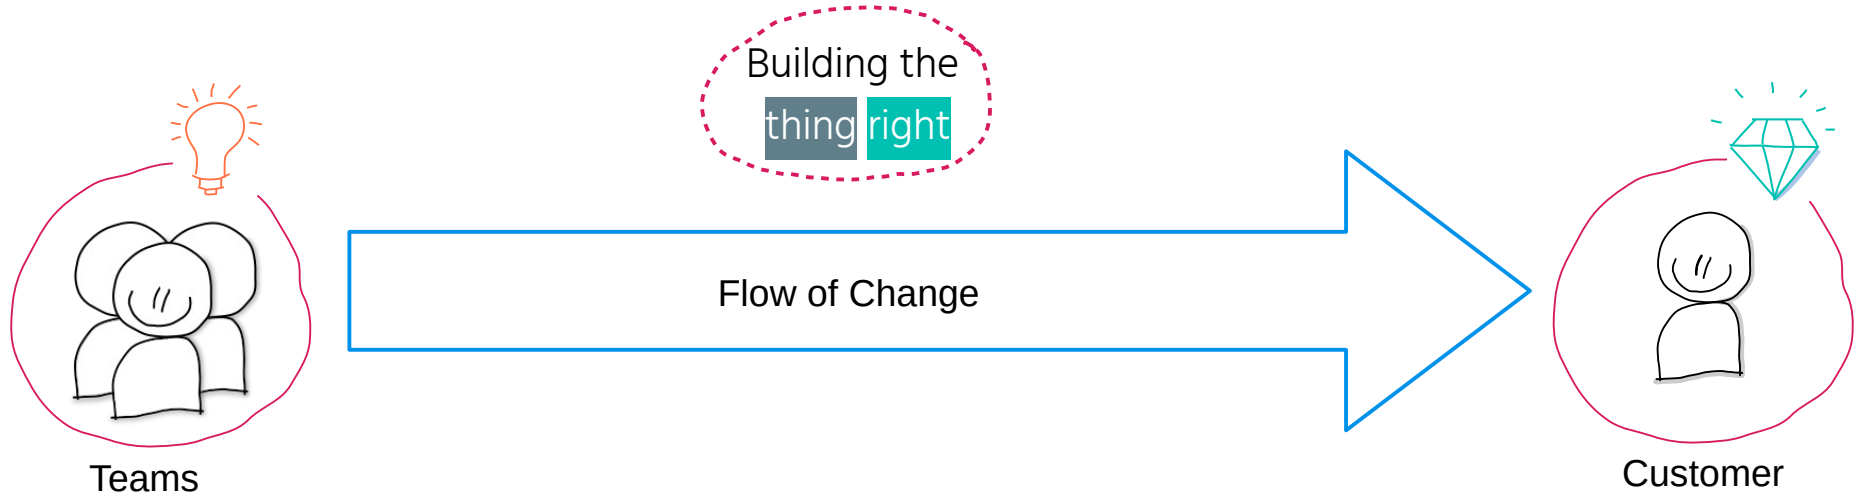 Building the
thing right
Flow of Change
Teams
Customer